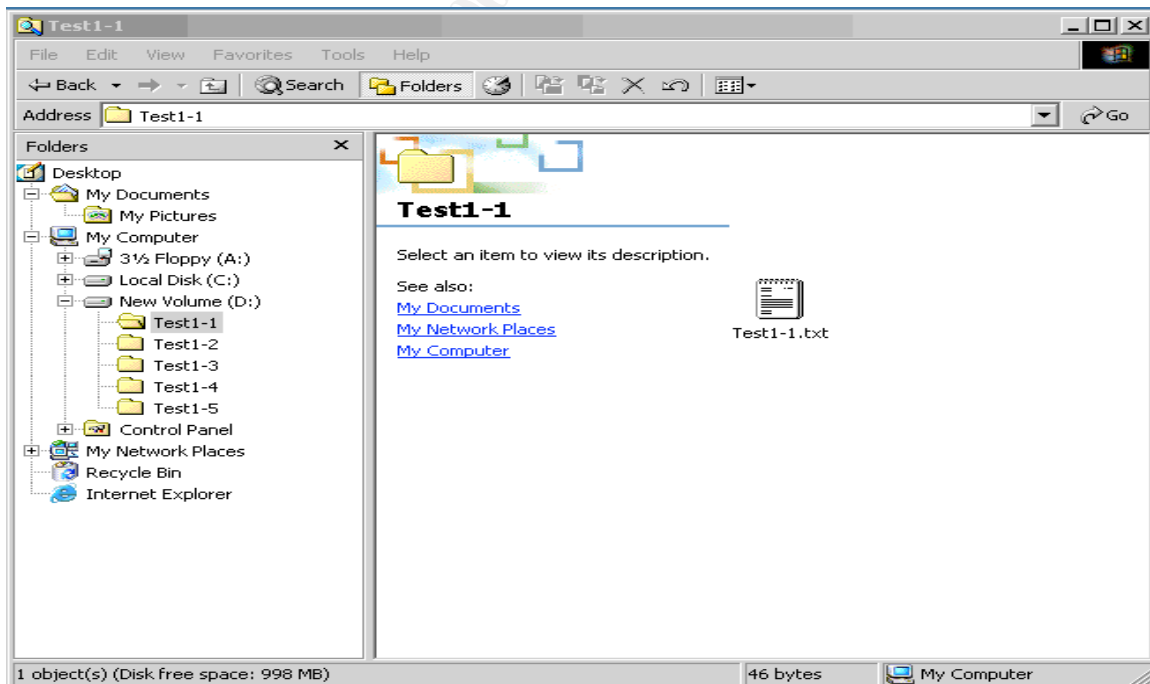 Test1-1
File Edit View Favorites Tools Help
Back Search Folders
Address Test1-1 Go
Folders
Desktop
My Documents
My Pictures
My Computer
3½ Floppy (A:)
Local Disk (C:)
New Volume (D:)
Test1-1
Test1-2
Test1-3
Test1-4
Test1-5
Control Panel
My Network Places
Recycle Bin
Internet Explorer
Test1-1
Select an item to view its description.
See also:
My Documents
My Network Places
My Computer
Test1-1.txt
1 object(s) (Disk free space: 998 MB) 46 bytes My Computer